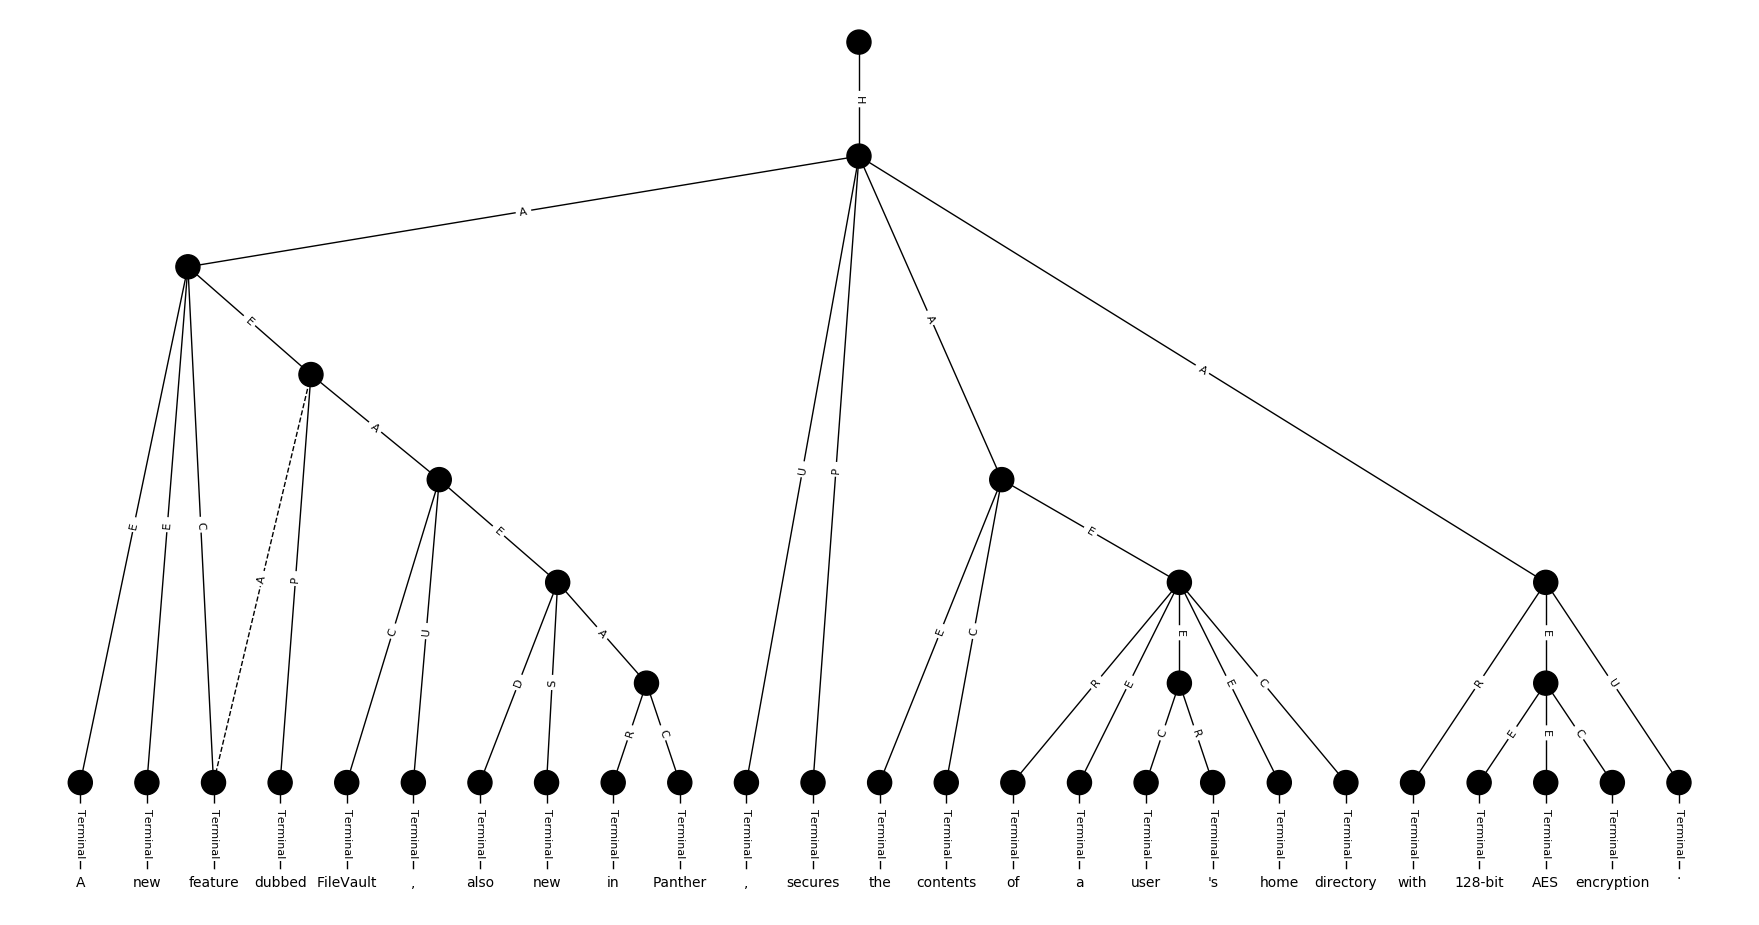 H
A
E
A
A
A
E
E
C
U
P
E
E
A
P
C
U
A
E
C
D
S
R
E
E
E
C
R
E
U
R
C
C
R
E
E
C
Terminal Terminal Terminal Terminal Terminal Terminal Terminal Terminal Terminal Terminal Terminal Terminal Terminal Terminal Terminal Terminal Terminal Terminal Terminal Terminal Terminal Terminal Terminal Terminal Terminal
A new feature dubbed FileVault , also new in Panther , secures the contents of a user 's home directory with 128-bit AES encryption .